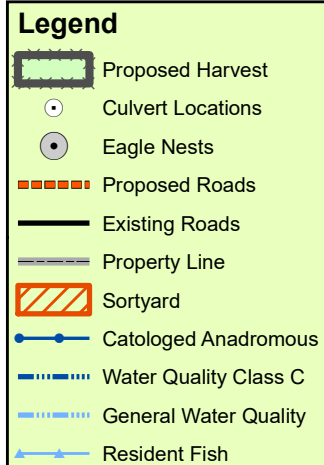 Legend
Proposed Harvest
Culvert Locations
Eagle Nests
Proposed Roads
Existing Roads
Property Line
Sortyard
Catologed Anadromous
Water Quality Class C
General Water Quality
Resident Fish